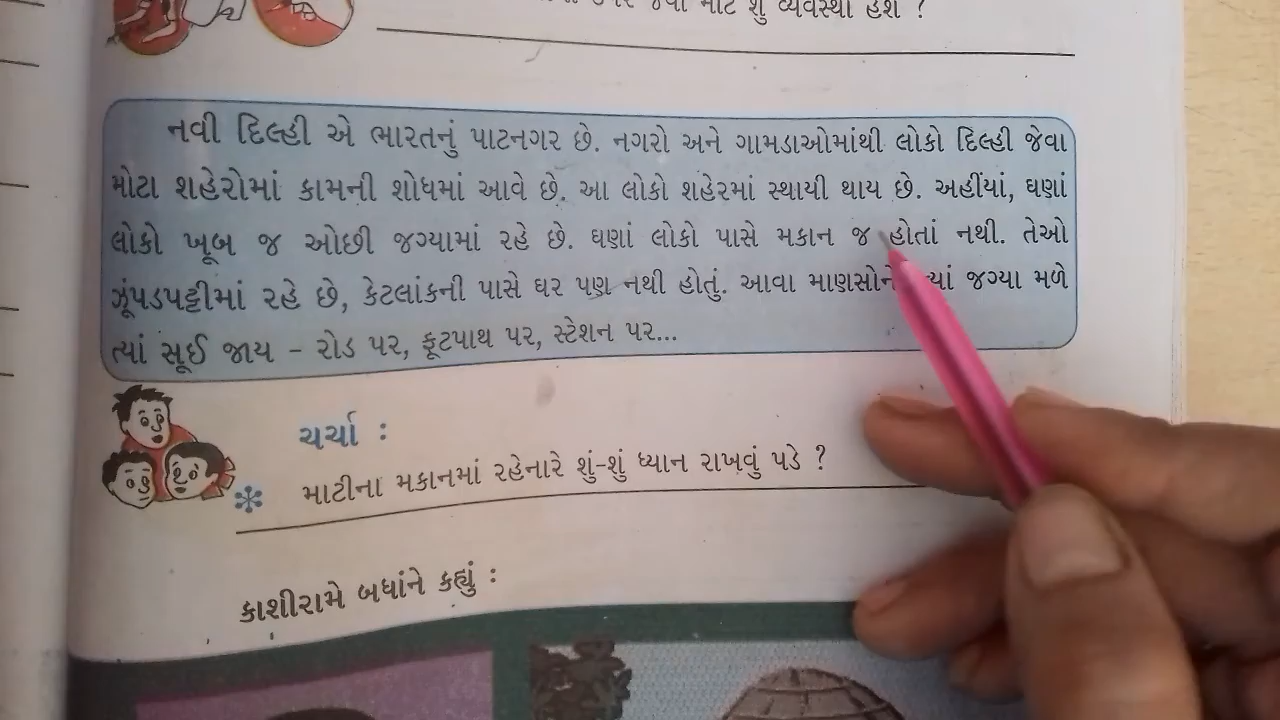 શું વ્યવસ્થા હશે ?
નવી દિલ્હી એ ભારતનું પાટનગર છે. નગરો અને ગામડાઓમાંથી લોકો દિલ્હી જેવા
મોટા શહેરોમાં કામની શોધમાં આવે છે. આ લોકો શહેરમાં સ્થાયી થાય છે. અહીંયાં, ઘણાં
લોકો ખૂબ જ ઓછી જગ્યામાં રહે છે. ઘણાં લોકો પાસે મકાન જ હોતાં નથી. તેઓ
ઝૂંપડપટ્ટીમાં રહે છે, કેટલાંકની પાસે ઘર પણ નથી હોતું. આવા માણસોને જગ્યા મળે
ત્યાં સૂઈ જાય – રોડ પર, ફૂટપાથ પર, સ્ટેશન પર...
ચર્ચા :
માટીના મકાનમાં રહેનારે શું-શું ધ્યાન રાખવું પડે ?
કાશીરામે બધાંને કહ્યું :